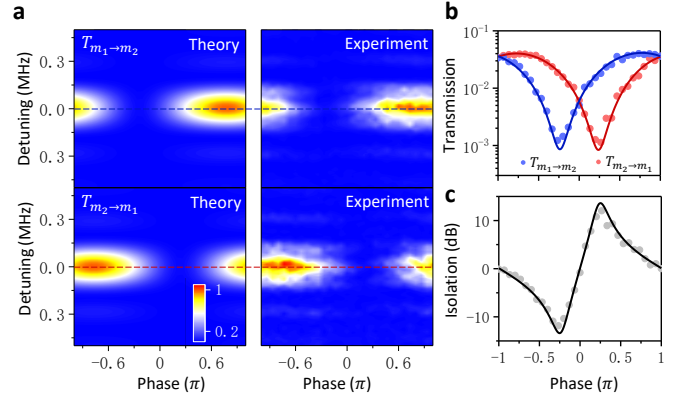 a
T_{m_1→m_2}
Theory
Experiment
Detuning (MHz)
0.3
0.0
0.3
T_{m_2→m_1}
Theory
Experiment
Detuning (MHz)
0.3
0.0
0.3
1
0.2
-0.6 0 0.6
-0.6 0 0.6
Phase (π)
Phase (π)
b
Transmission
10^{-1}
10^{-2}
10^{-3}
T_{m_1→m_2}
T_{m_2→m_1}
c
Isolation (dB)
10
0
-10
-1 -0.5 0 0.5 1
Phase (π)